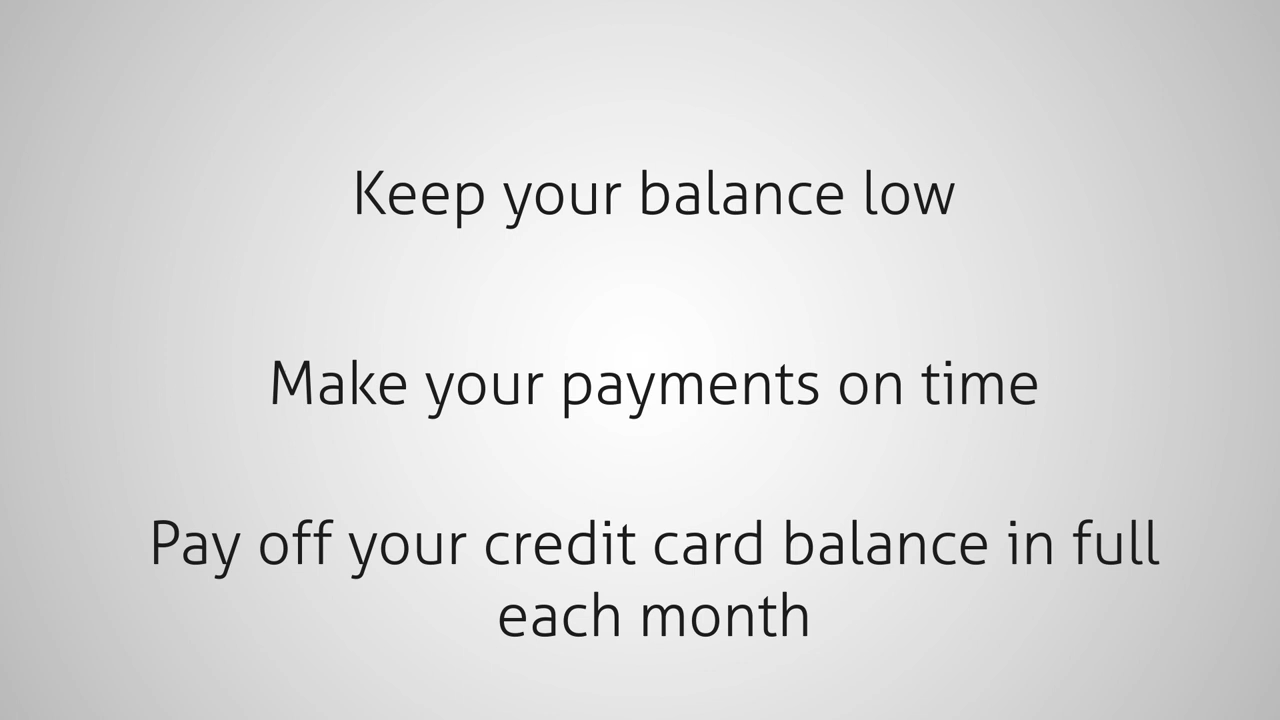 Keep your balance low
Make your payments on time
Pay off your credit card balance in full
each month